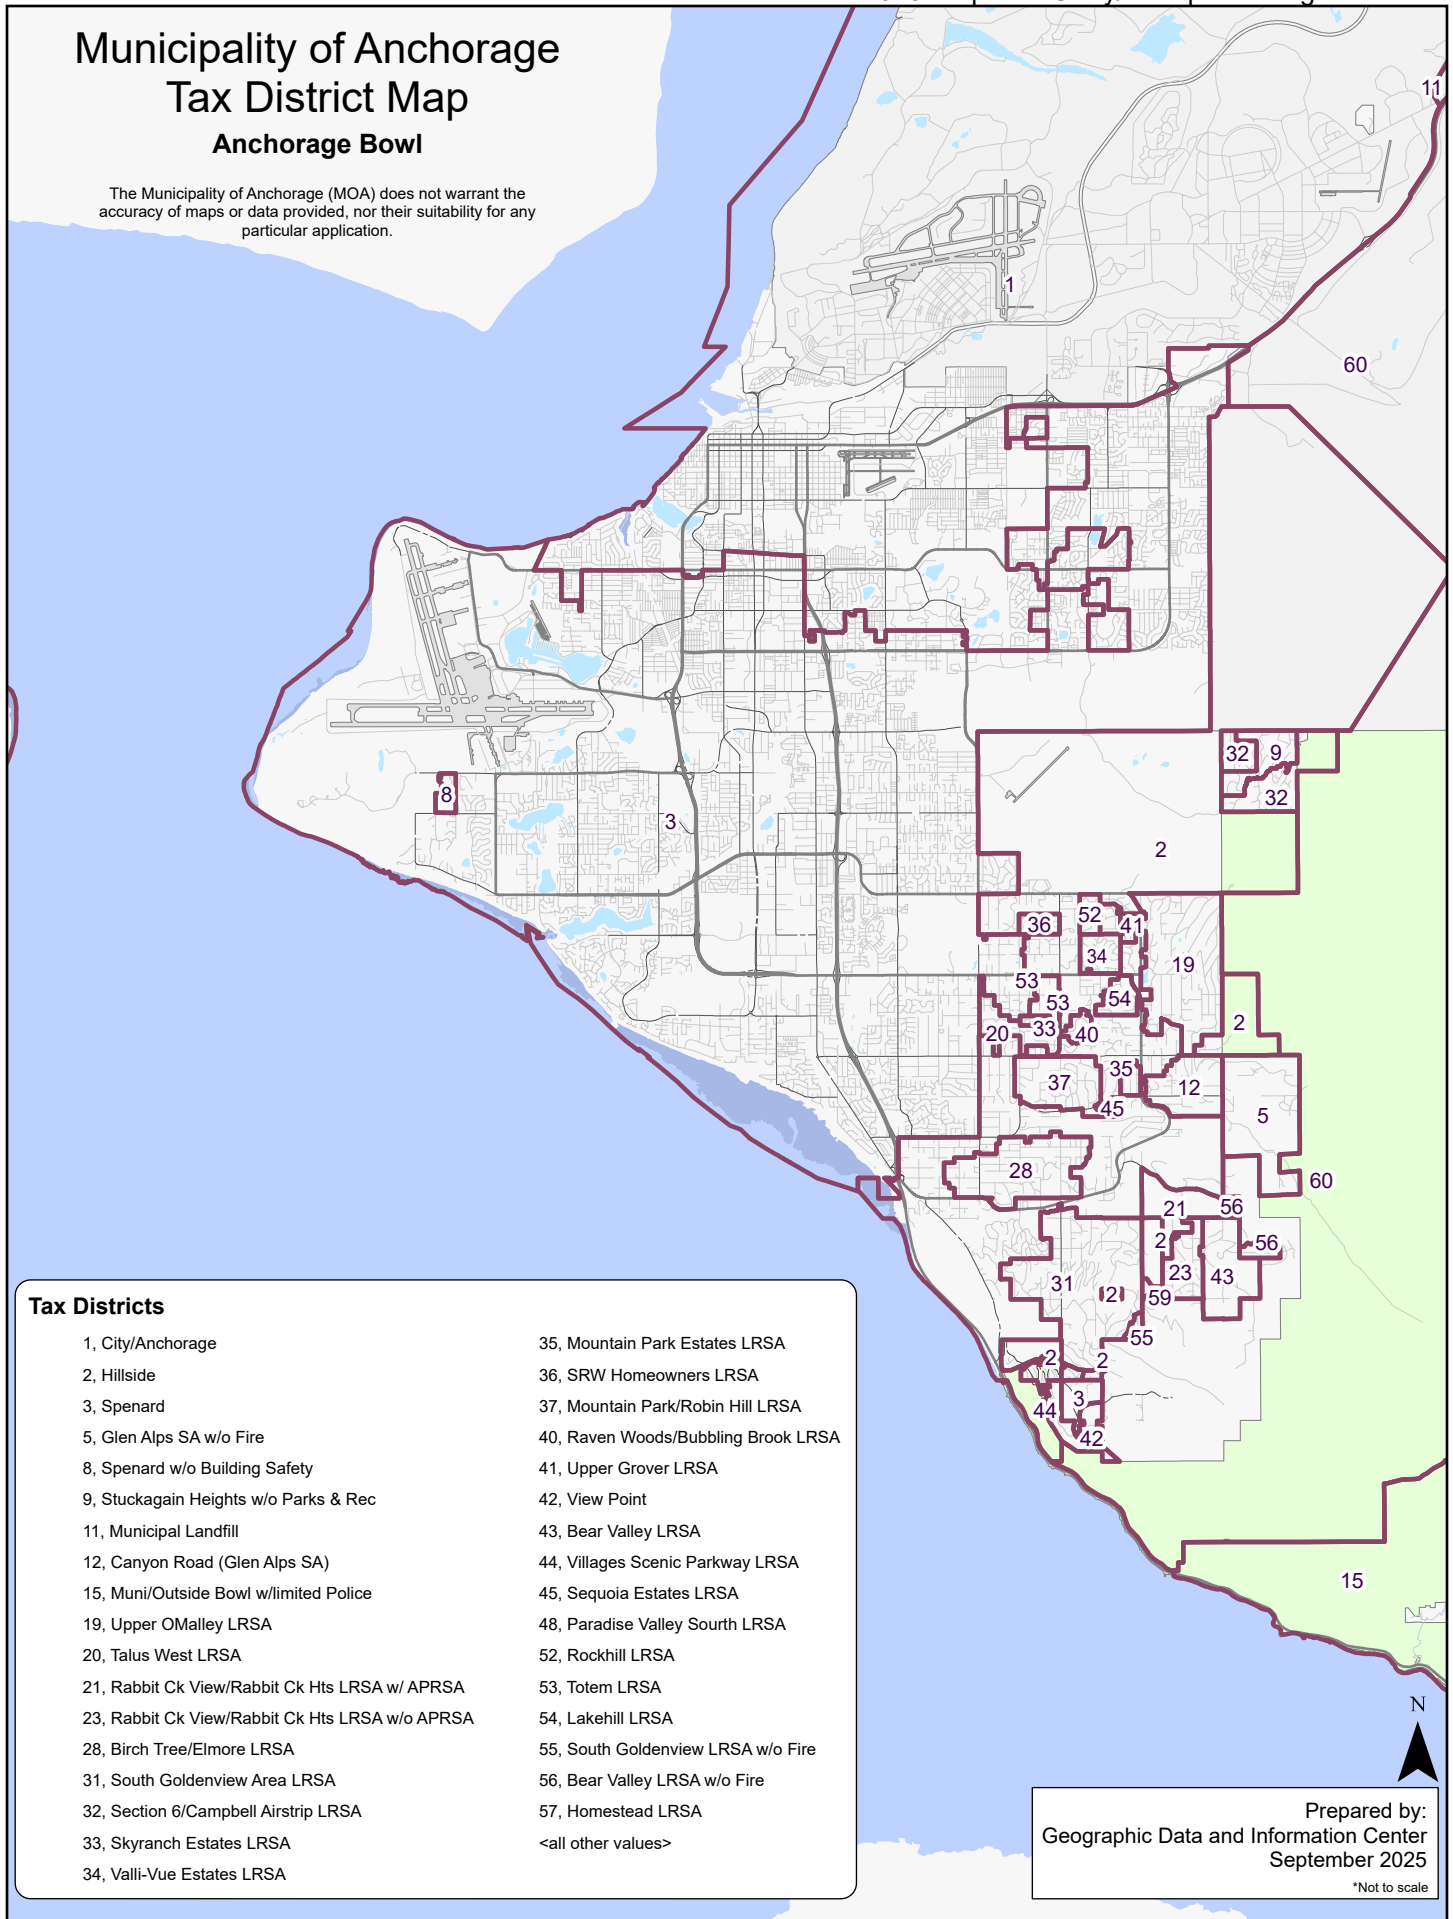 Municipality of Anchorage
Tax District Map
Anchorage Bowl
The Municipality of Anchorage (MOA) does not warrant the
accuracy of maps or data provided, nor their suitability for any
particular application.
11
1
60
8
3
32
9
32
2
36
52
41
34
19
53
53
54
2
20
33
40
37
35
12
45
5
28
60
21
56
2
56
31
23
43
2
59
55
2
2
3
44
42
15
Tax Districts
1, City/Anchorage
2, Hillside
3, Spenard
5, Glen Alps SA w/o Fire
8, Spenard w/o Building Safety
9, Stuckagain Heights w/o Parks & Rec
11, Municipal Landfill
12, Canyon Road (Glen Alps SA)
15, Muni/Outside Bowl w/limited Police
19, Upper OMalley LRSA
20, Talus West LRSA
21, Rabbit Ck View/Rabbit Ck Hts LRSA w/ APRSA
23, Rabbit Ck View/Rabbit Ck Hts LRSA w/o APRSA
28, Birch Tree/Elmore LRSA
31, South Goldenview Area LRSA
32, Section 6/Campbell Airstrip LRSA
33, Skyranch Estates LRSA
34, Valli-Vue Estates LRSA
35, Mountain Park Estates LRSA
36, SRW Homeowners LRSA
37, Mountain Park/Robin Hill LRSA
40, Raven Woods/Bubbling Brook LRSA
41, Upper Grover LRSA
42, View Point
43, Bear Valley LRSA
44, Villages Scenic Parkway LRSA
45, Sequoia Estates LRSA
48, Paradise Valley Sourth LRSA
52, Rockhill LRSA
53, Totem LRSA
54, Lakehill LRSA
55, South Goldenview LRSA w/o Fire
56, Bear Valley LRSA w/o Fire
57, Homestead LRSA
<all other values>
N
Prepared by:
Geographic Data and Information Center
September 2025
*Not to scale